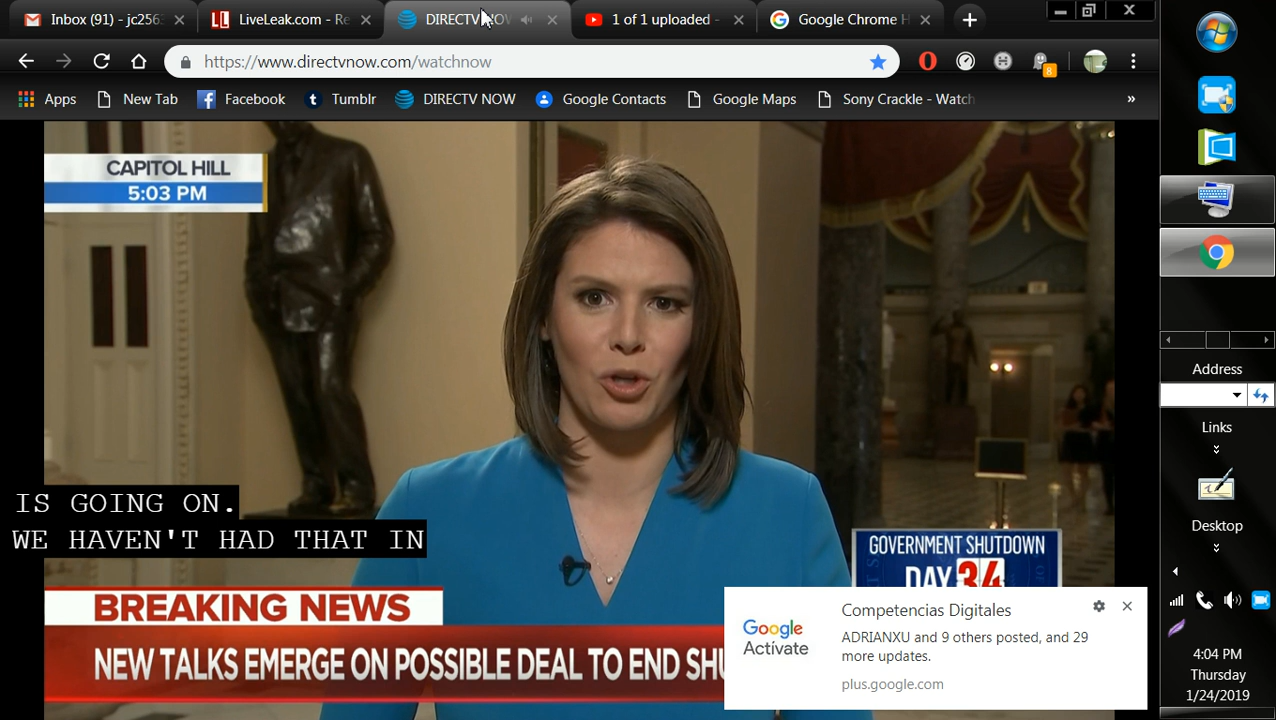 Inbox (91) - jc256
LiveLeak.com - Re
DIRECTV NOW
1 of 1 uploaded -
Google Chrome H
https://www.directvnow.com/watchnow
8
Apps
New Tab
Facebook
Tumblr
DIRECTV NOW
Google Contacts
Google Maps
Sony Crackle - Watch
»
CAPITOL HILL
5:03 PM
IS GOING ON.
WE HAVEN'T HAD THAT IN
GOVERNMENT SHUTDOWN
DAY 34
BREAKING NEWS
NEW TALKS EMERGE ON POSSIBLE DEAL TO END SHU
Google
Activate
Competencias Digitales
ADRIANXU and 9 others posted, and 29
more updates.
plus.google.com
Address
Links
Desktop
4:04 PM
Thursday
1/24/2019